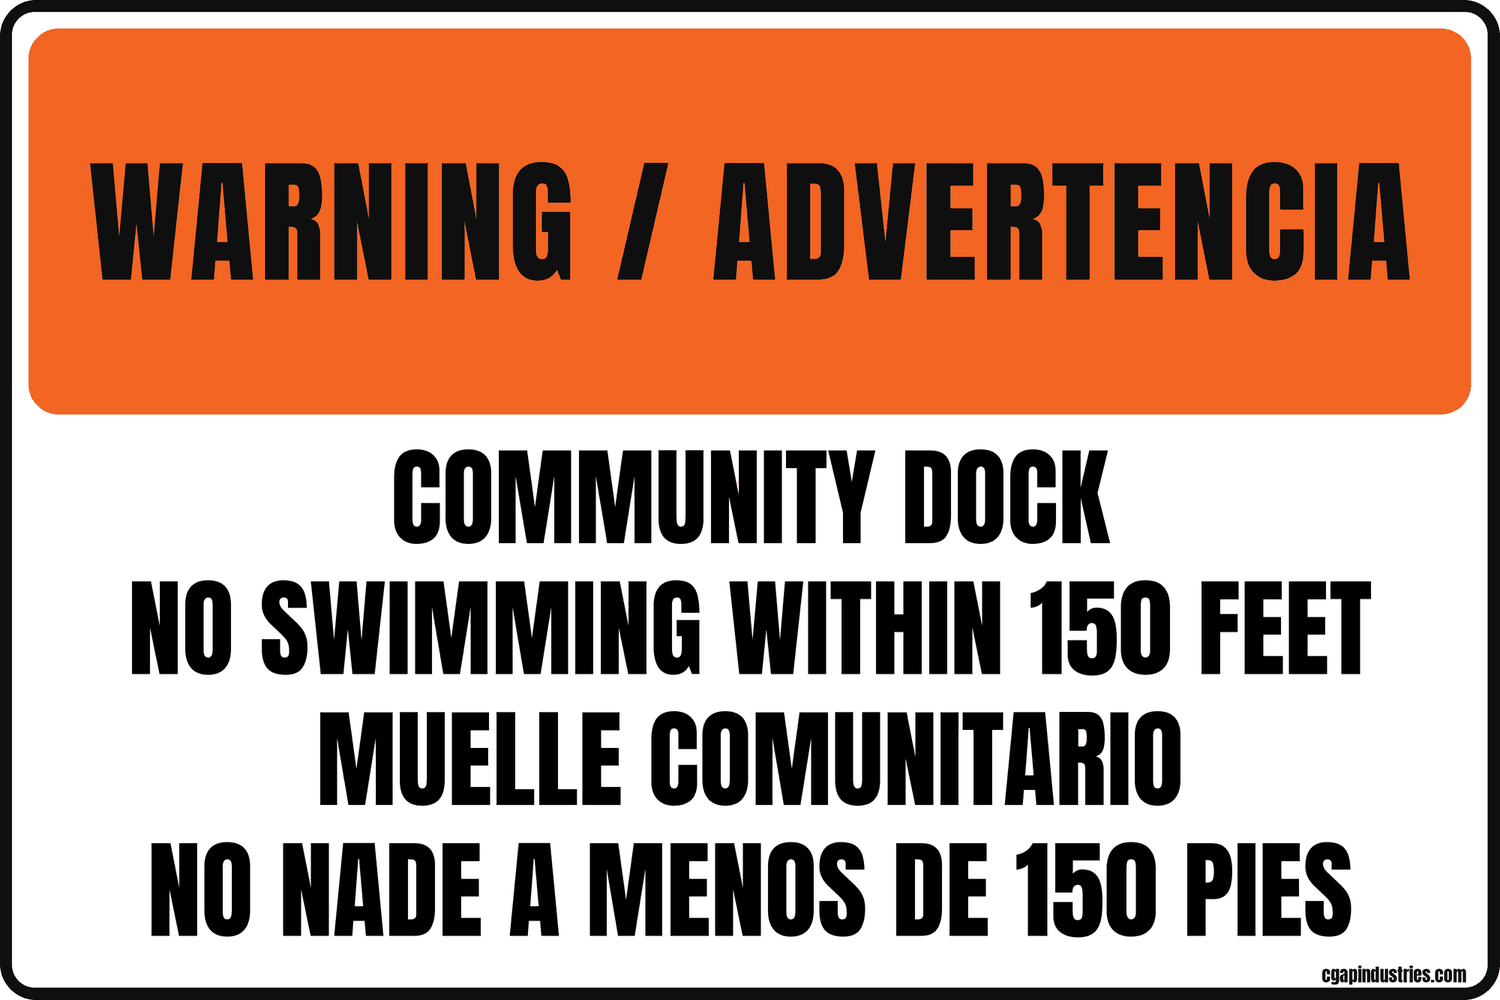 WARNING / ADVERTENCIA
COMMUNITY DOCK
NO SWIMMING WITHIN 150 FEET
MUELLE COMUNITARIO
NO NADE A MENOS DE 150 PIES
cgapindustries.com